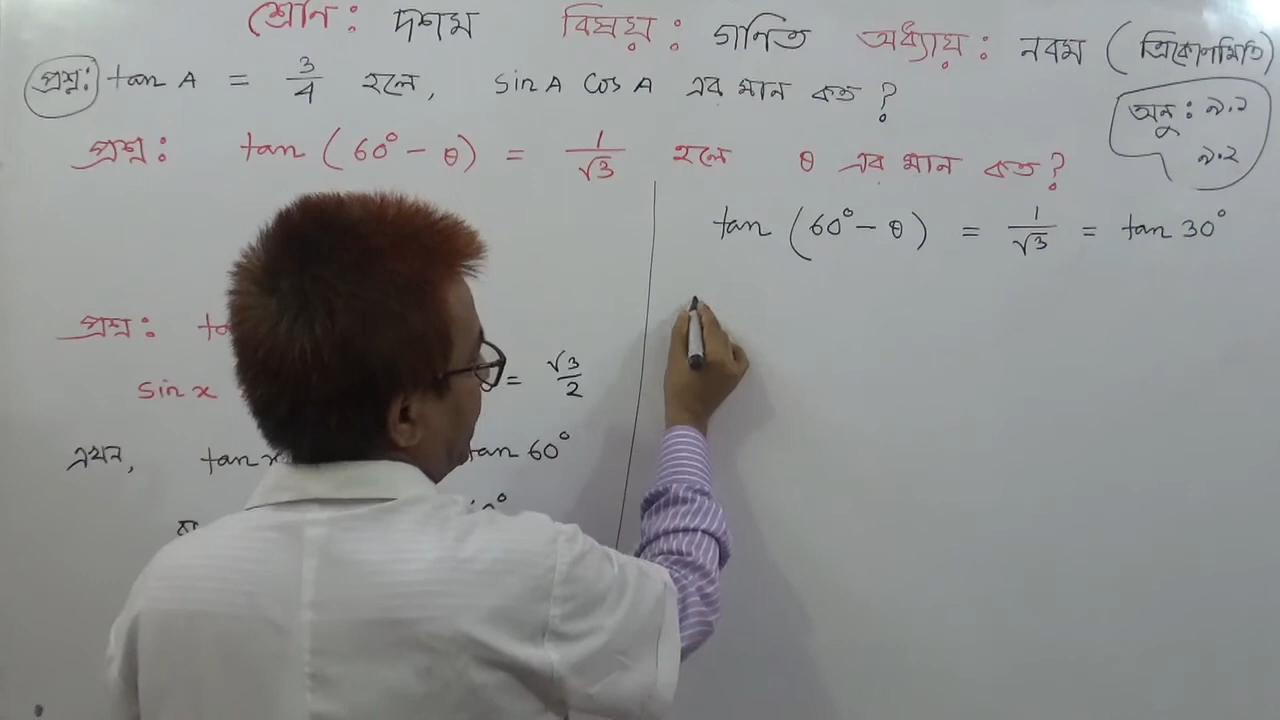 শ্রেণি: দশম বিষয়: গণিত অধ্যায়: নবম (ত্রিকোণমিতি)
প্রশ্ন: tan A = 3/4 হলে, sin A cos A এর মান কত?
অনু: ৯.১
৯.২
প্রশ্ন: tan (60° - θ) = 1/√3 হলে θ এর মান কত?
tan (60° - θ) = 1/√3 = tan 30°
প্রশ্ন:
sin x = √3/2
এখন, tan x tan 60°